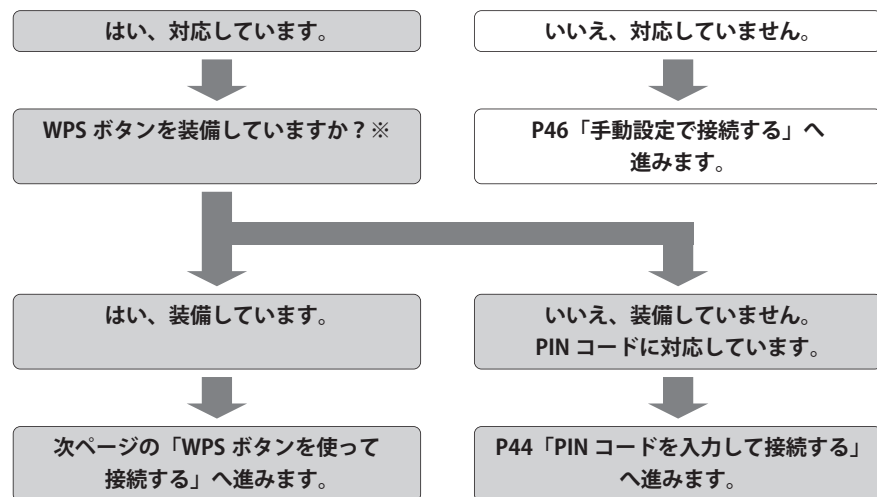 はい、対応しています。
いいえ、対応していません。
WPS ボタンを装備していますか？※
P46「手動設定で接続する」へ
進みます。
はい、装備しています。
いいえ、装備していません。
PIN コードに対応しています。
次ページの「WPS ボタンを使って
接続する」へ進みます。
P44「PIN コードを入力して接続する」
へ進みます。